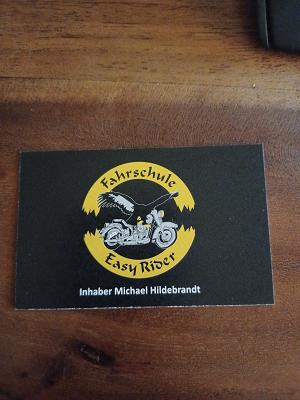 Fahrschule
Easy Rider
Inhaber Michael Hildebrandt